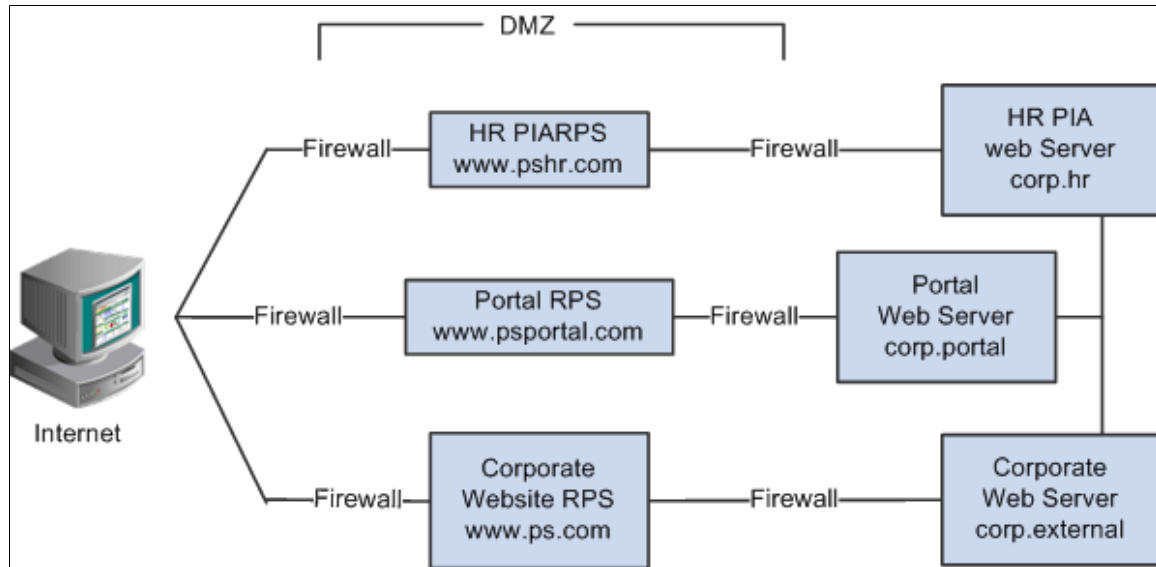 DMZ
Firewall
HR PIARPS
www.pshr.com
Firewall
HR PIA
web Server
corp.hr
Firewall
Portal RPS
www.psportal.com
Firewall
Portal
Web Server
corp.portal
Internet
Firewall
Corporate
Website RPS
www.ps.com
Firewall
Corporate
Web Server
corp.external